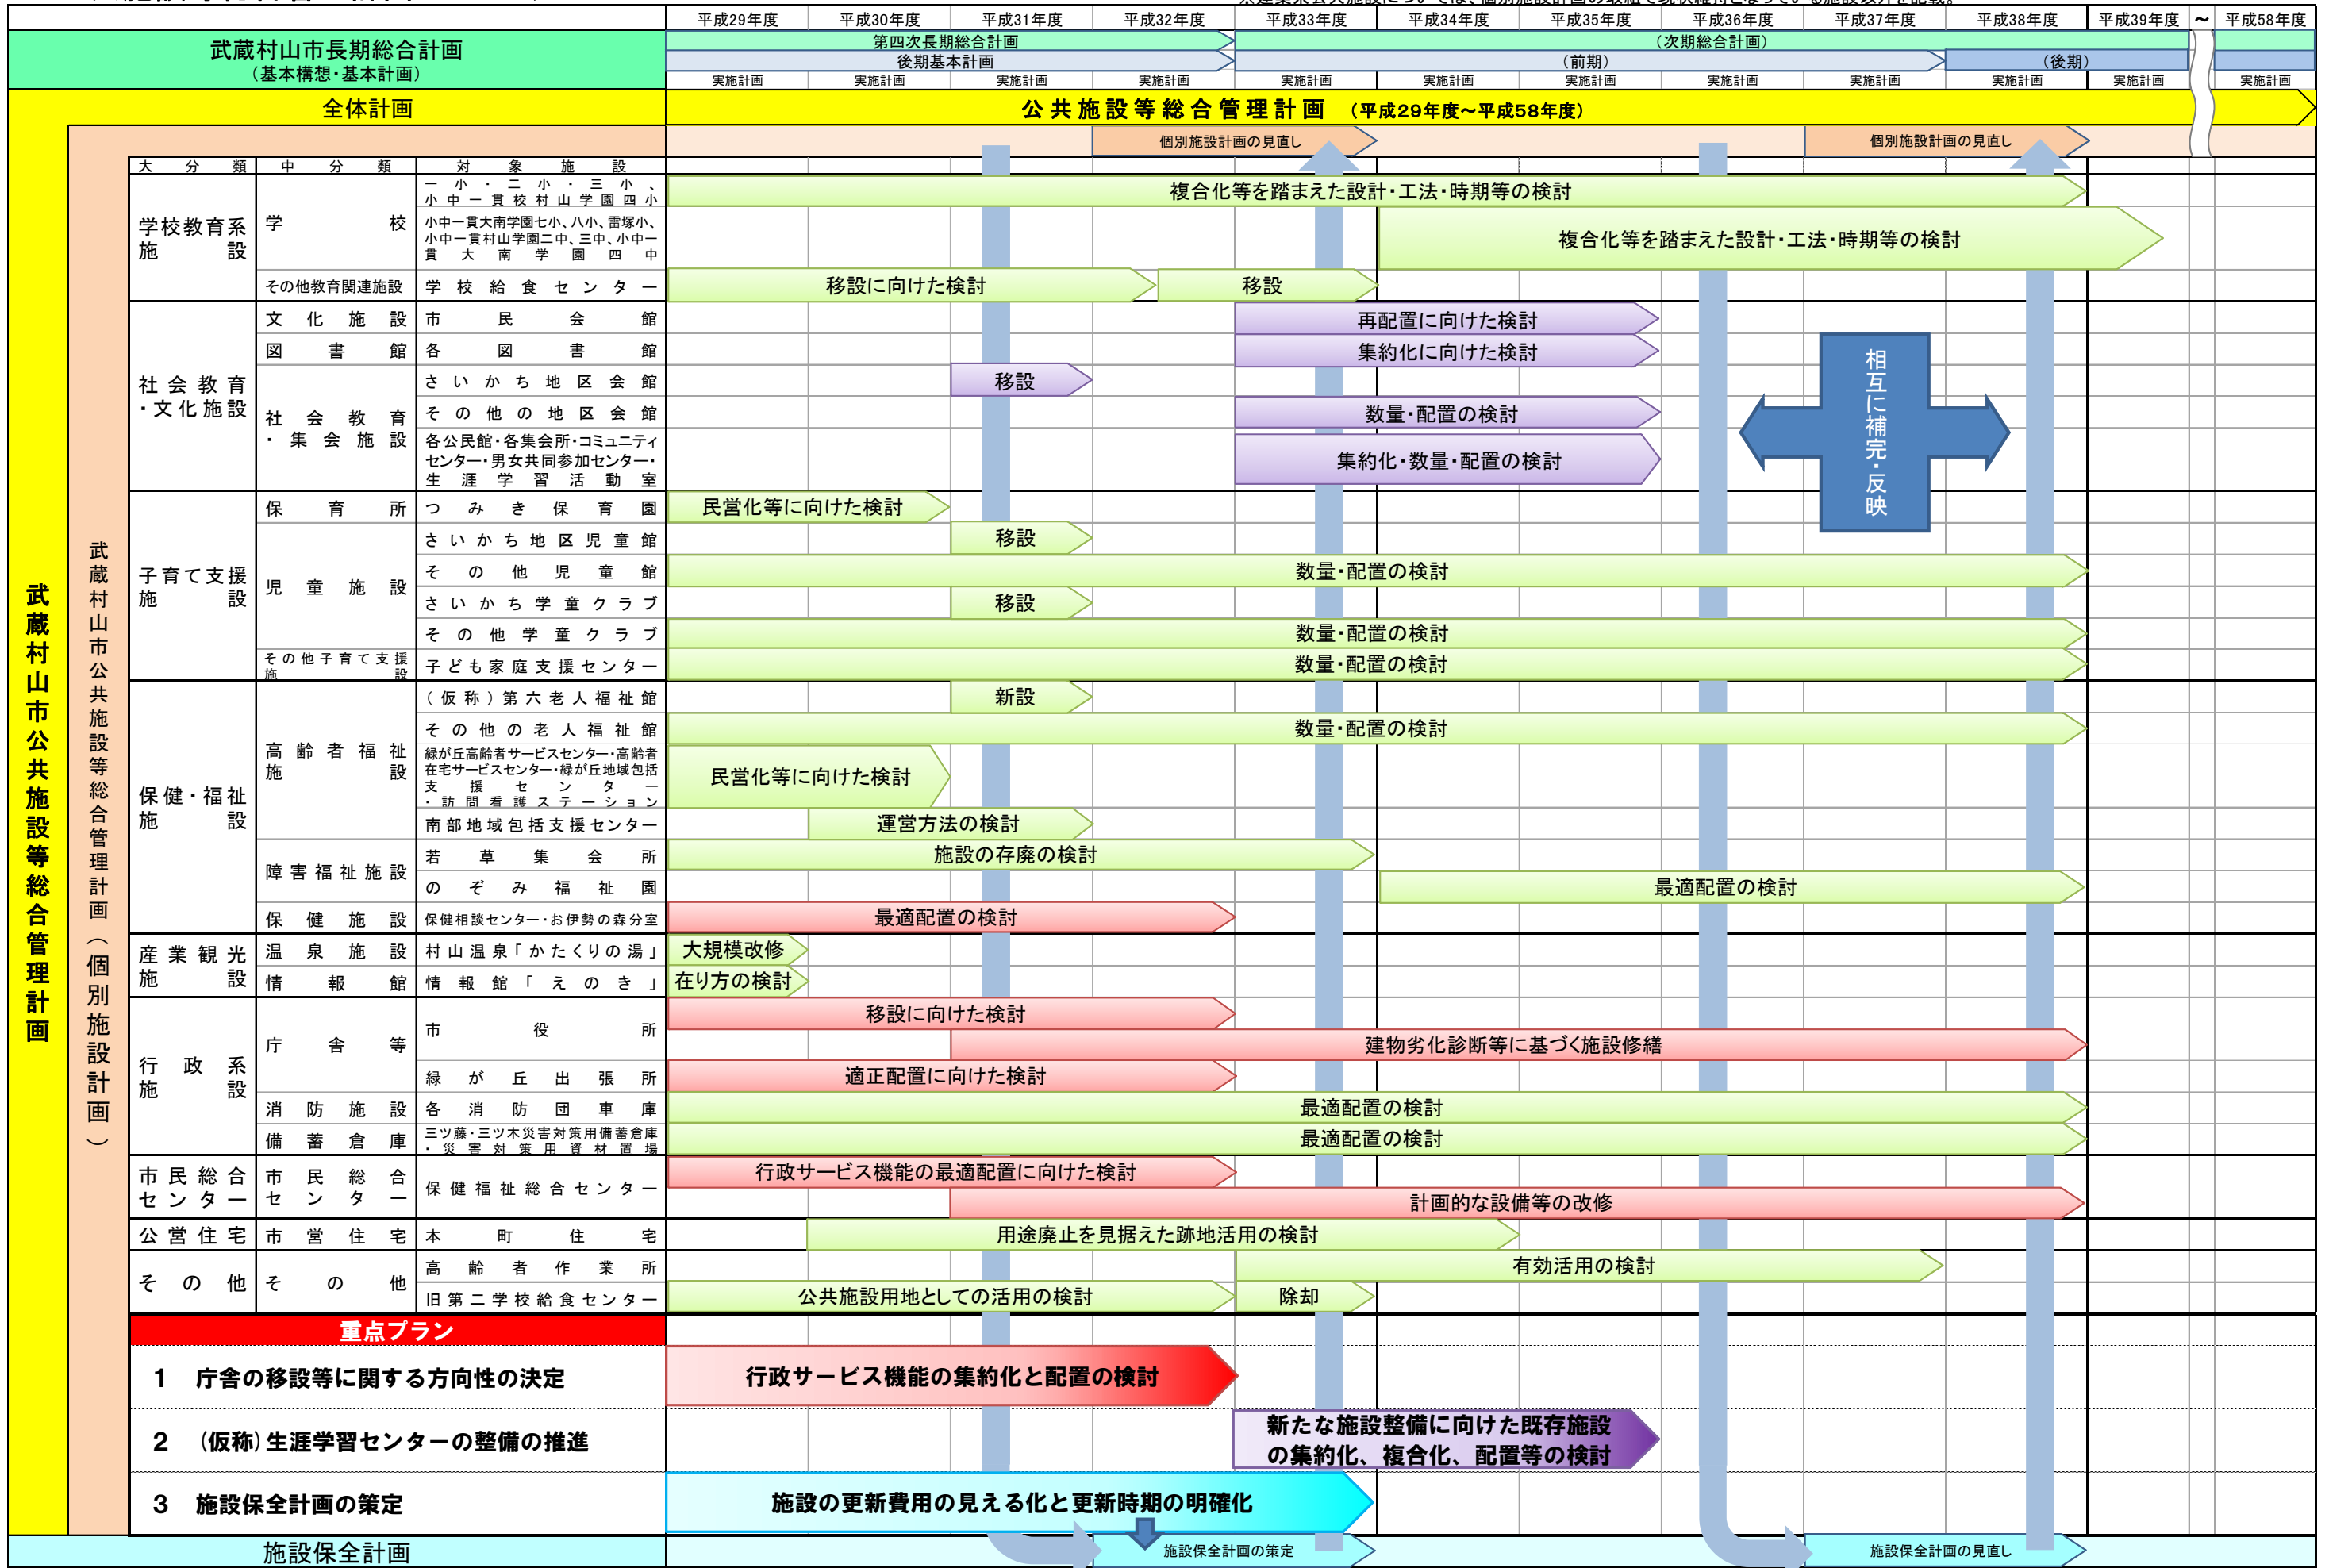 平成29年度 平成30年度 平成31年度 平成32年度 平成33年度 平成34年度 平成35年度 平成36年度 平成37年度 平成38年度 平成39年度 ～ 平成58年度
武蔵村山市長期総合計画
（基本構想・基本計画）
第四次長期総合計画 （次期総合計画）
後期基本計画 （前期） （後期）
実施計画 実施計画 実施計画 実施計画 実施計画 実施計画 実施計画 実施計画 実施計画 実施計画 実施計画 実施計画
全体計画 公共施設等総合管理計画 （平成29年度～平成58年度）
個別施設計画の見直し 個別施設計画の見直し
武蔵村山市公共施設等総合管理計画
武蔵村山市公共施設等総合管理計画（個別施設計画）
大分類 中分類 対象施設
学校教育系
施設
学校
一小・二小・三小、
小中一貫校村山学園四小
複合化等を踏まえた設計・工法・時期等の検討
小中一貫大南学園七小、八小、雷塚小、
小中一貫村山学園二中、三中、小中一
貫大南学園四中
複合化等を踏まえた設計・工法・時期等の検討
その他教育関連施設 学校給食センター 移設に向けた検討 移設
社会教育
・文化施設
文化施設 市民会館 再配置に向けた検討
図書館 各図書館 集約化に向けた検討
社会教育
・集会施設
さいかち地区会館 移設
その他の地区会館 数量・配置の検討
各公民館・各集会所・コミュニティ
センター・男女共同参加センター・
生涯学習活動室
集約化・数量・配置の検討
相互に補完・反映
子育て支援
施設
保育所 つみき保育園 民営化等に向けた検討
児童施設
さいかち地区児童館 移設
その他児童館 数量・配置の検討
さいかち学童クラブ 移設
その他学童クラブ 数量・配置の検討
その他子育て支援
施設
子ども家庭支援センター 数量・配置の検討
保健・福祉
施設
高齢者福祉
施設
（仮称）第六老人福祉館 新設
その他の老人福祉館 数量・配置の検討
緑が丘高齢者サービスセンター・高齢者
在宅サービスセンター・緑が丘地域包括
支援センター
・訪問看護ステーション
民営化等に向けた検討
南部地域包括支援センター 運営方法の検討
障害福祉施設
若草集会所 施設の存廃の検討
のぞみ福祉園 最適配置の検討
保健施設 保健相談センター・お伊勢の森分室 最適配置の検討
産業観光
施設
温泉施設 村山温泉「かたくりの湯」 大規模改修
情報館 情報館「えのき」 在り方の検討
行政系
施設
庁舎等
市役所 移設に向けた検討
建物劣化診断等に基づく施設修繕
緑が丘出張所 適正配置に向けた検討
消防施設 各消防団車庫 最適配置の検討
備蓄倉庫
三ツ藤・三ツ木災害対策用備蓄倉庫
・災害対策用資材置場
最適配置の検討
市民総合
センター
市民総合
センター
保健福祉総合センター
行政サービス機能の最適配置に向けた検討
計画的な設備等の改修
公営住宅 市営住宅 本町住宅 用途廃止を見据えた跡地活用の検討
その他 その他
高齢者作業所 有効活用の検討
旧第二学校給食センター 公共施設用地としての活用の検討 除却
重点プラン
1 庁舎の移設等に関する方向性の決定 行政サービス機能の集約化と配置の検討
2 （仮称）生涯学習センターの整備の推進
新たな施設整備に向けた既存施設
の集約化、複合化、配置等の検討
3 施設保全計画の策定 施設の更新費用の見える化と更新時期の明確化
施設保全計画 施設保全計画の策定 施設保全計画の見直し